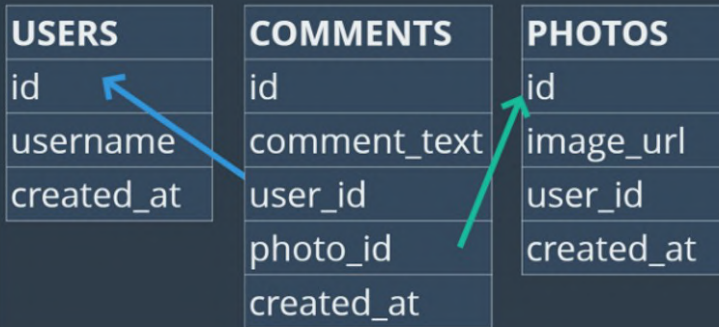 USERS
id
username
created_at
COMMENTS
id
comment_text
user_id
photo_id
created_at
PHOTOS
id
image_url
user_id
created_at